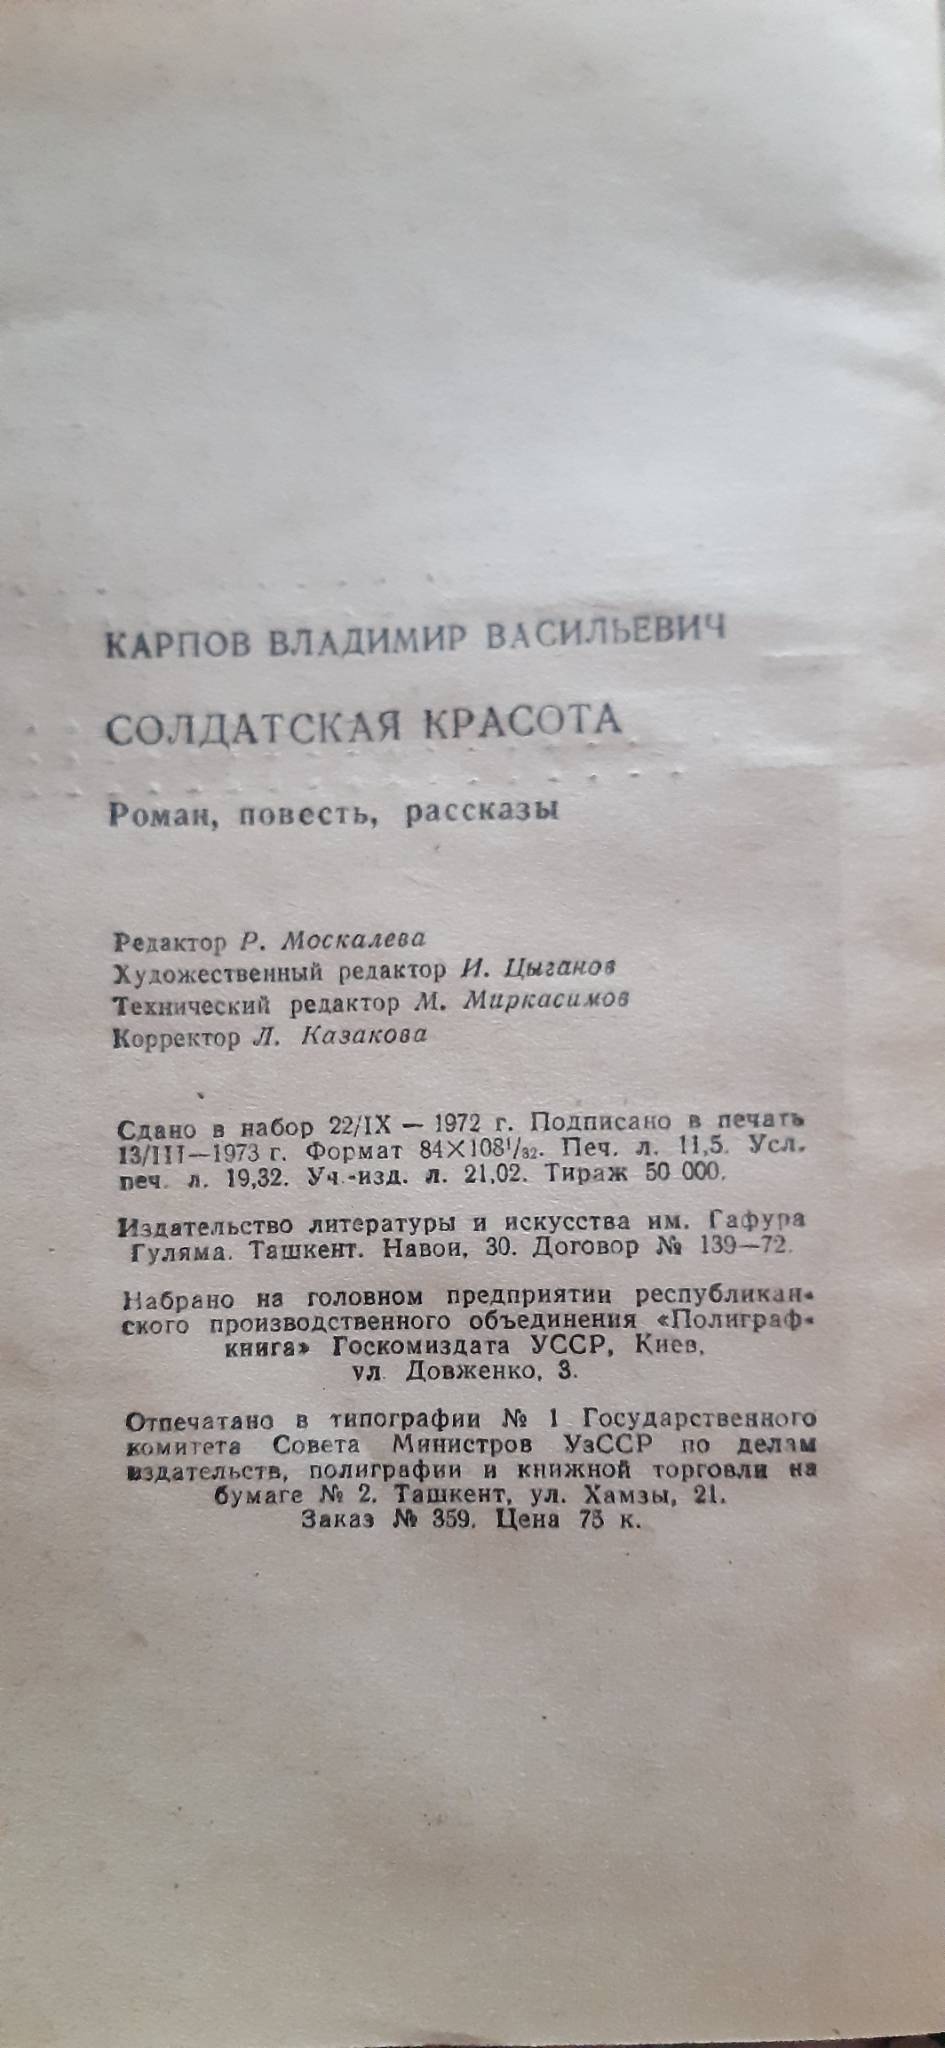 КАРПОВ ВЛАДИМИР ВАСИЛЬЕВИЧ
СОЛДАТСКАЯ КРАСОТА
Роман, повесть, рассказы
Редактор Р. Москалева
Художественный редактор И. Цыганов
Технический редактор М. Миркасимов
Корректор Л. Казакова
Сдано в набор 22/IX — 1972 г. Подписано в печать
13/III—1973 г. Формат 84×108¹/₃₂. Печ. л. 11,5. Усл.
печ. л. 19,32. Уч.-изд. л. 21,02. Тираж 50 000.
Издательство литературы и искусства им. Гафура
Гуляма. Ташкент. Навои, 30. Договор № 139—72.
Набрано на головном предприятии республикан-
ского производственного объединения «Полиграф-
книга» Госкомиздата УССР, Киев,
ул. Довженко, 3.
Отпечатано в типографии № 1 Государственного
комитета Совета Министров УзССР по делам
издательств, полиграфии и книжной торговли на
бумаге № 2. Ташкент, ул. Хамзы, 21.
Заказ № 359. Цена 75 к.